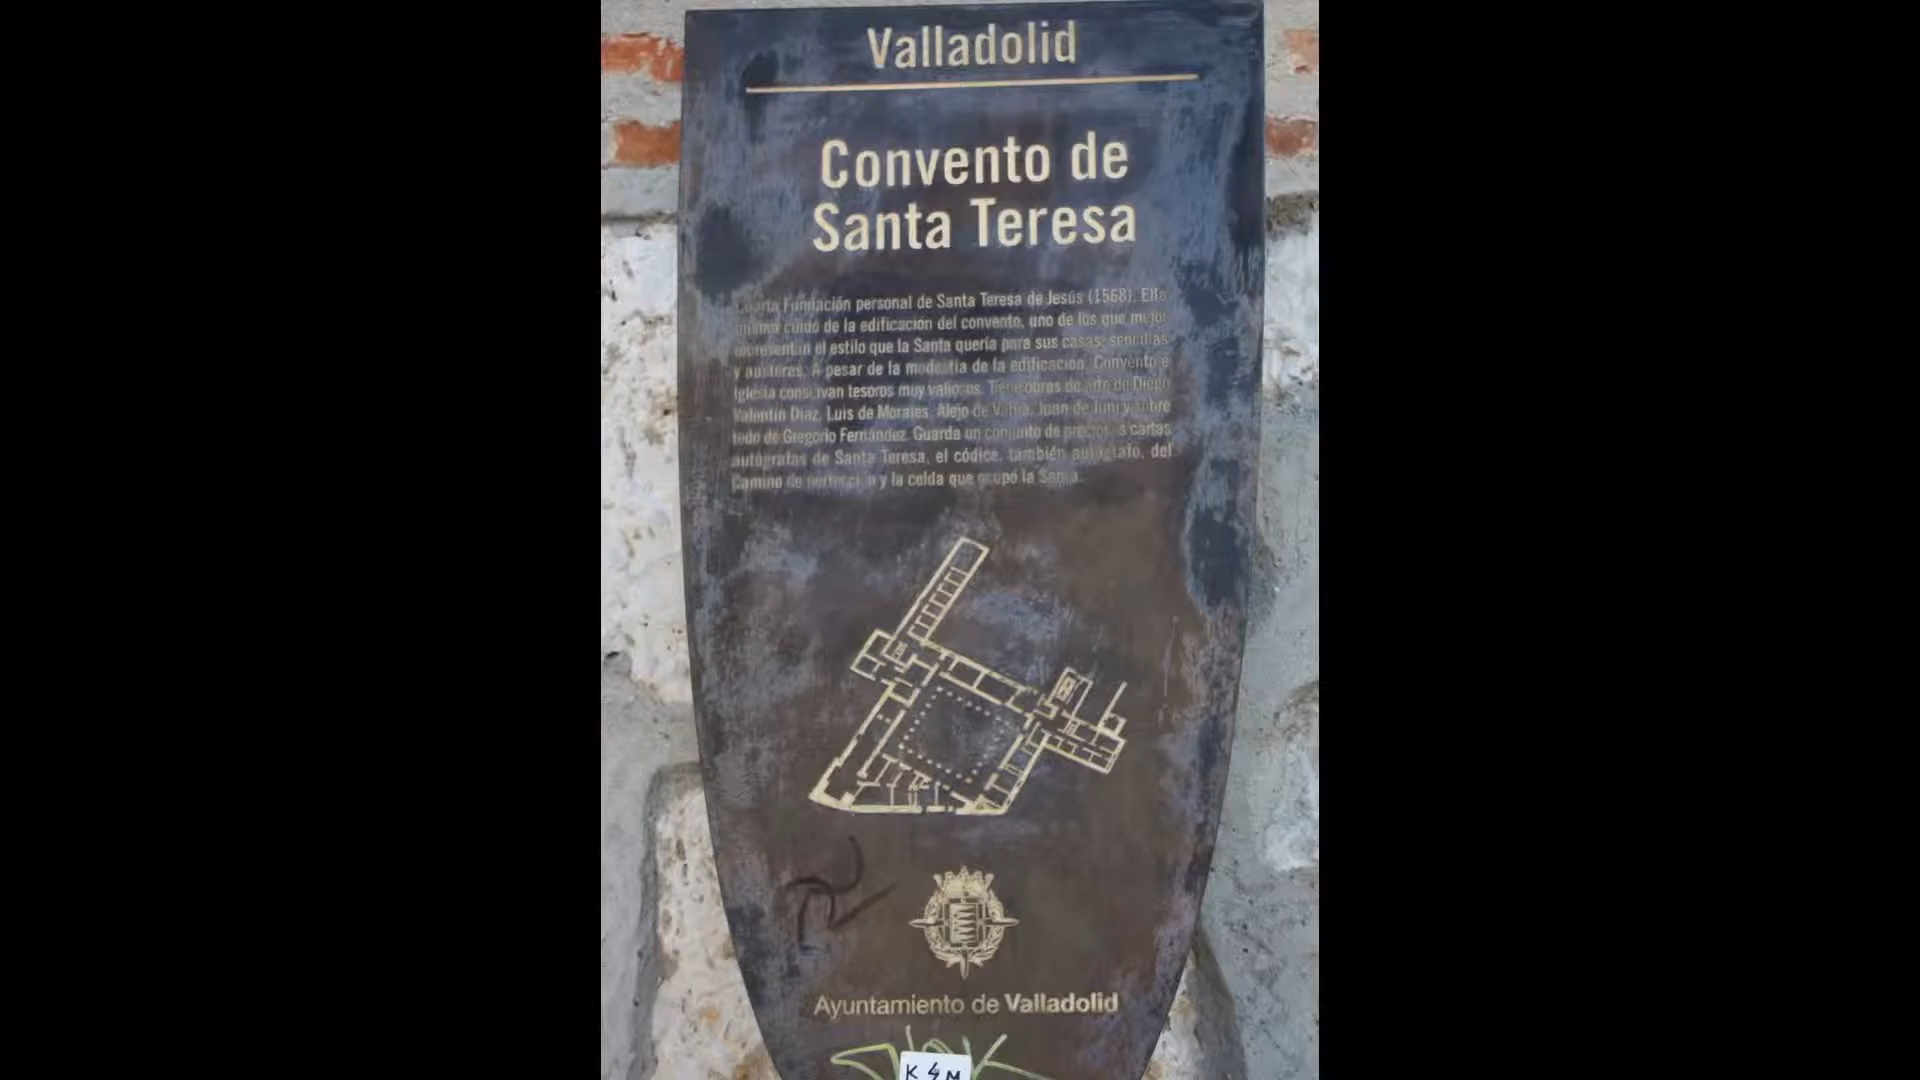 Valladolid
Convento de
Santa Teresa
Cuarta Fundación personal de Santa Teresa de Jesús (1568). Ella
misma cuidó de la edificación del convento, uno de los que mejor
representan el estilo que la Santa quería para sus casas, sencillas
y austeras. A pesar de la modestia de la edificación, Convento e
Iglesia conservan tesoros muy valiosos. Tiene obras de arte de Diego
Valentín Díaz, Luis de Morales, Alejo de Vahía, Juan de Juni y sobre
todo de Gregorio Fernández. Guarda un conjunto de preciosas cartas
autógrafas de Santa Teresa, el códice, también autógrafo, del
Camino de perfección y la celda que ocupó la Santa.
Ayuntamiento de Valladolid
K 4 M